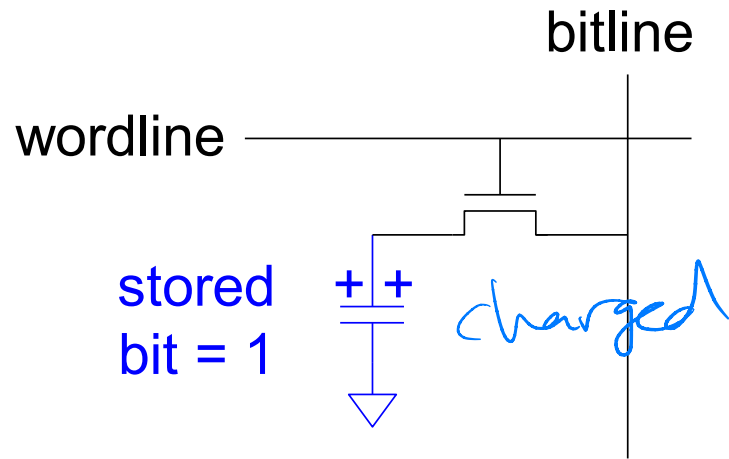 bitline
wordline
stored
bit = 1
+ +
charged